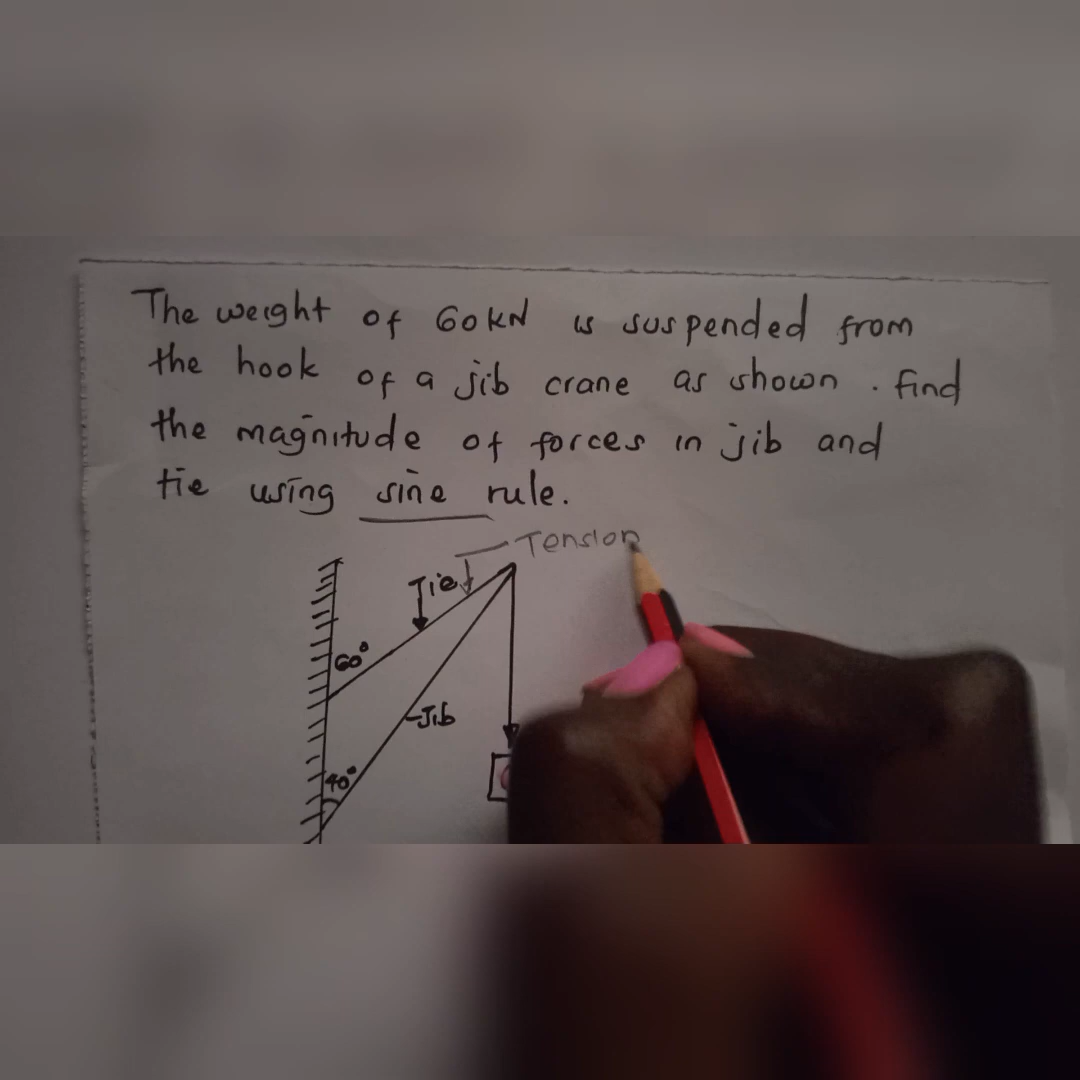 The weight of 60KN is suspended from
the hook of a jib crane as shown. find
the magnitude of forces in jib and
tie using sine rule.
Tension
Tie
60°
Jib
40°